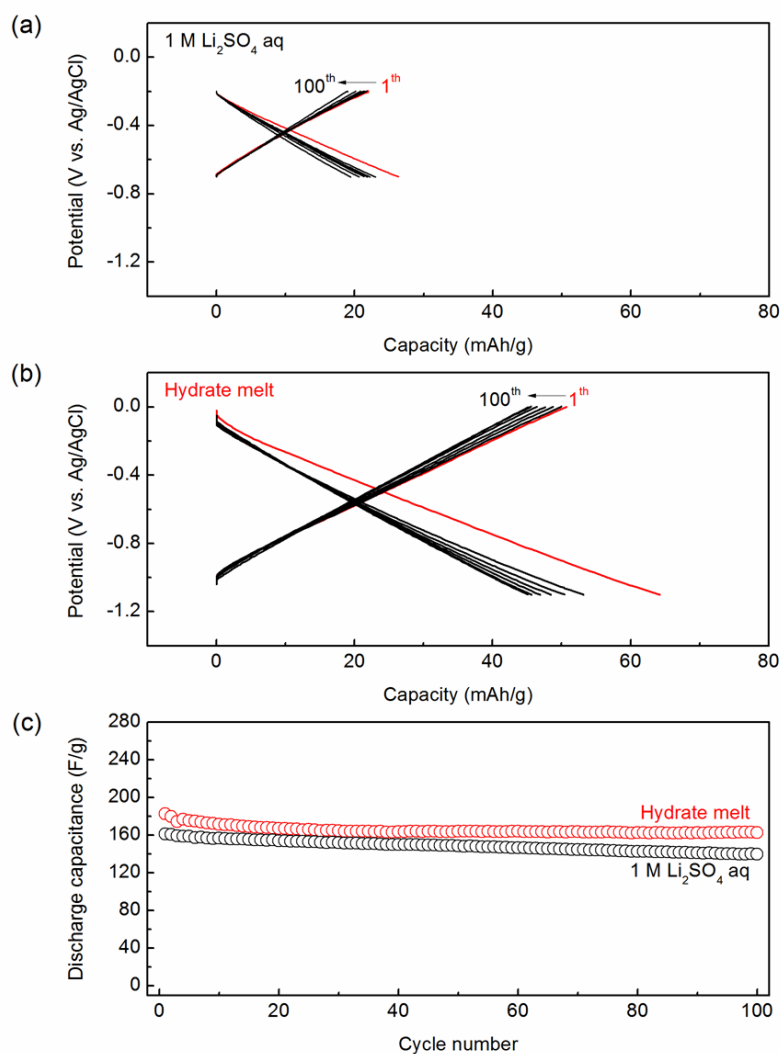 (a)
1 M Li₂SO₄ aq
100ᵗʰ 1ᵗʰ
0.0
-0.4
-0.8
-1.2
Potential (V vs. Ag/AgCl)
0 20 40 60 80
Capacity (mAh/g)
(b)
Hydrate melt
100ᵗʰ 1ᵗʰ
0.0
-0.4
-0.8
-1.2
Potential (V vs. Ag/AgCl)
0 20 40 60 80
Capacity (mAh/g)
(c)
280
240
200
160
120
80
40
0
Discharge capacitance (F/g)
Hydrate melt
1 M Li₂SO₄ aq
0 20 40 60 80 100
Cycle number